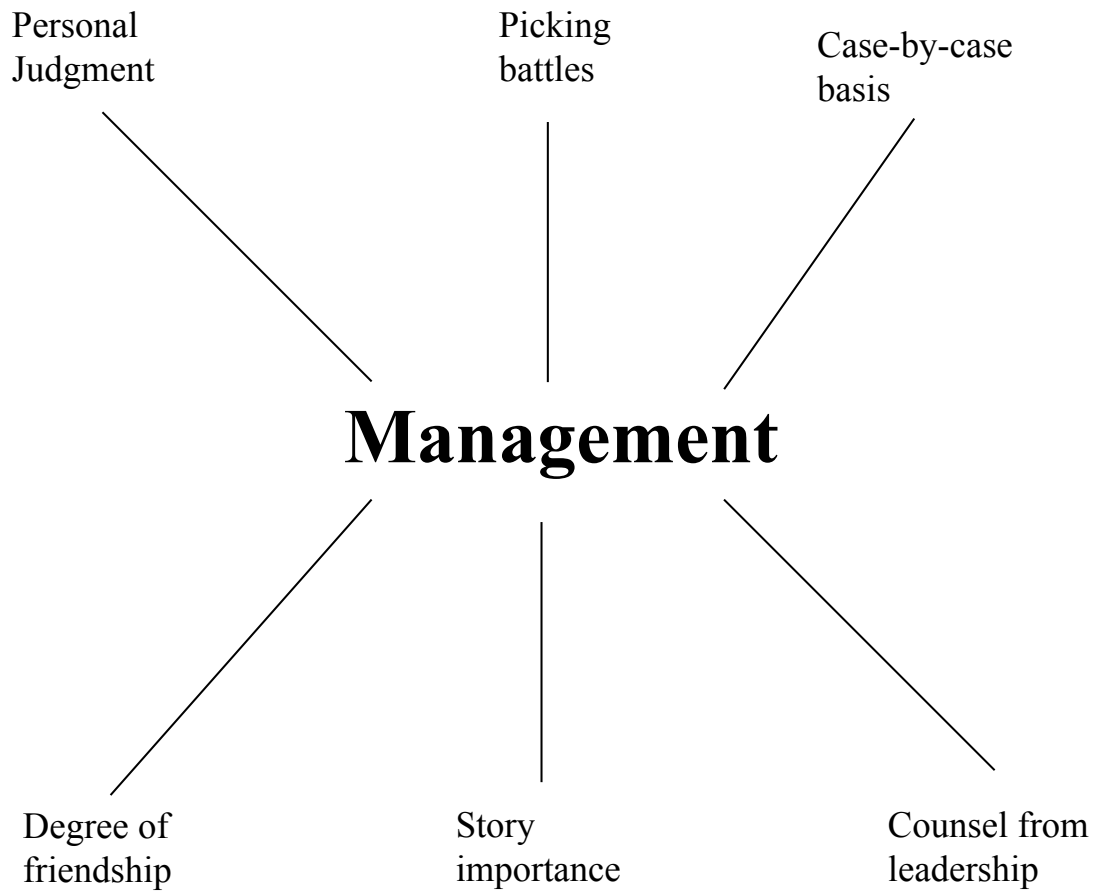 Personal
Judgment
Picking
battles
Case-by-case
basis
Management
Degree of
friendship
Story
importance
Counsel from
leadership